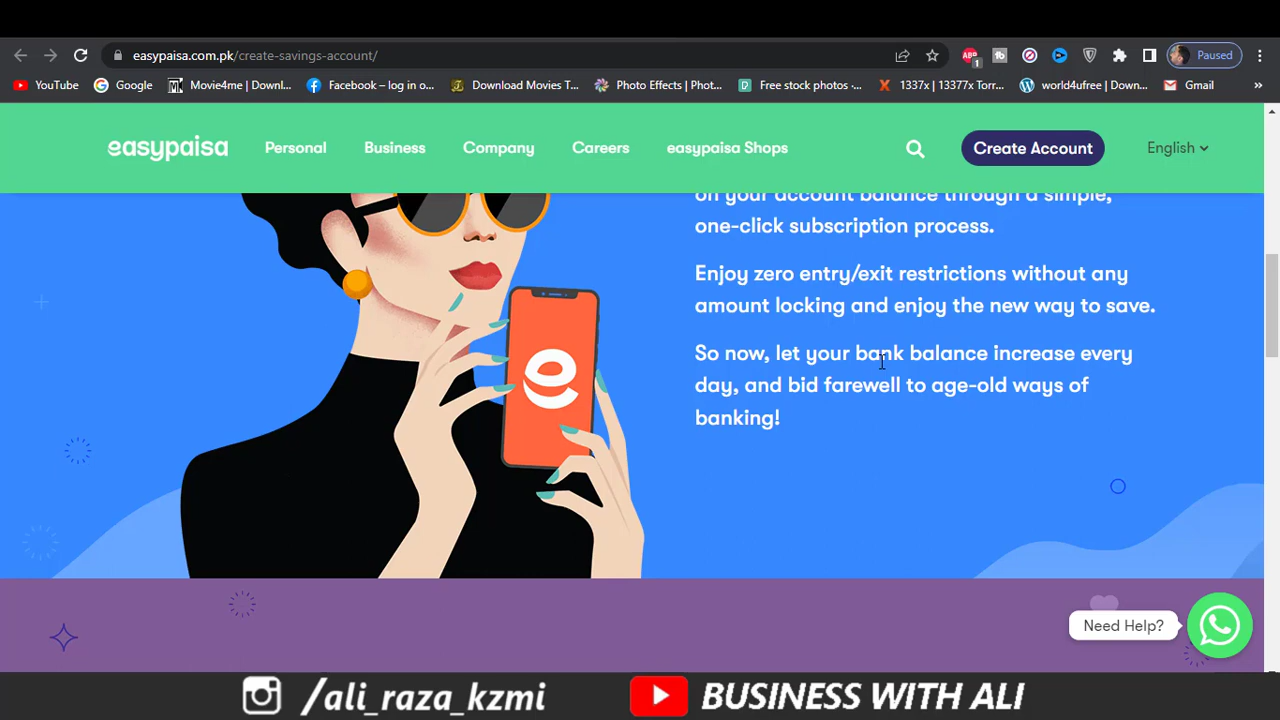 easypaisa.com.pk/create-savings-account/
ABP
1
Paused
YouTube
Google
Movie4me | Downl...
Facebook – log in o...
Download Movies T...
Photo Effects | Phot...
Free stock photos ·...
1337x | 13377x Torr...
world4ufree | Down...
Gmail
»
easypaisa
Personal
Business
Company
Careers
easypaisa Shops
Create Account
English
on your account balance through a simple,
one-click subscription process.
Enjoy zero entry/exit restrictions without any
amount locking and enjoy the new way to save.
So now, let your bank balance increase every
day, and bid farewell to age-old ways of
banking!
e
Need Help?
/ali_raza_kzmi
BUSINESS WITH ALI